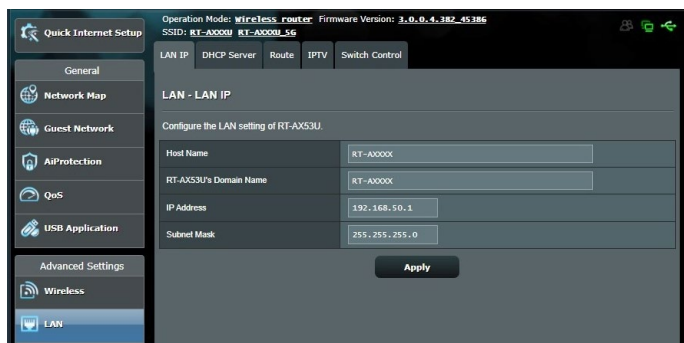 Quick Internet Setup
General
Network Map
Guest Network
AiProtection
QoS
USB Application
Advanced Settings
Wireless
LAN
Operation Mode: Wireless router Firmware Version: 3.0.0.4.382_45386
SSID: RT-AXXXU RT-AXXXU_5G
LAN IP DHCP Server Route IPTV Switch Control
LAN - LAN IP
Configure the LAN setting of RT-AX53U.
Host Name RT-AXXXX
RT-AX53U's Domain Name RT-AXXXX
IP Address 192.168.50.1
Subnet Mask 255.255.255.0
Apply